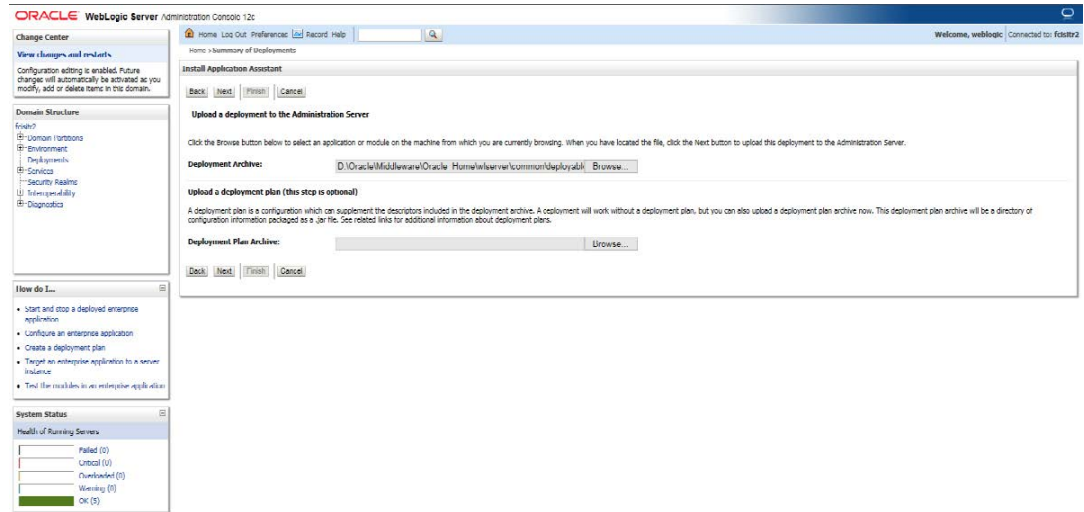 ORACLE WebLogic Server Administration Console 12c
Change Center
View changes and restarts
Configuration editing is enabled. Future
changes will automatically be activated as you
modify, add or delete items in this domain.
Domain Structure
fcisitr2
Domain Partitions
Environment
Deployments
Services
Security Realms
Interoperability
Diagnostics
How do I...
Start and stop a deployed enterprise
application
Configure an enterprise application
Create a deployment plan
Target an enterprise application to a server
instance
Test the modules in an enterprise application
System Status
Health of Running Servers
Failed (0)
Critical (0)
Overloaded (0)
Warning (0)
OK (5)
Home Log Out Preferences Record Help
Welcome, weblogic Connected to: fcisitr2
Home >Summary of Deployments
Install Application Assistant
Back Next Finish Cancel
Upload a deployment to the Administration Server
Click the Browse button below to select an application or module on the machine from which you are currently browsing. When you have located the file, click the Next button to upload this deployment to the Administration Server.
Deployment Archive: D:\Oracle\Middleware\Oracle_Home\wlserver\common\deployabl Browse...
Upload a deployment plan (this step is optional)
A deployment plan is a configuration which can supplement the descriptors included in the deployment archive. A deployment will work without a deployment plan, but you can also upload a deployment plan archive now. This deployment plan archive will be a directory of
configuration information packaged as a .jar file. See related links for additional information about deployment plans.
Deployment Plan Archive: Browse...
Back Next Finish Cancel